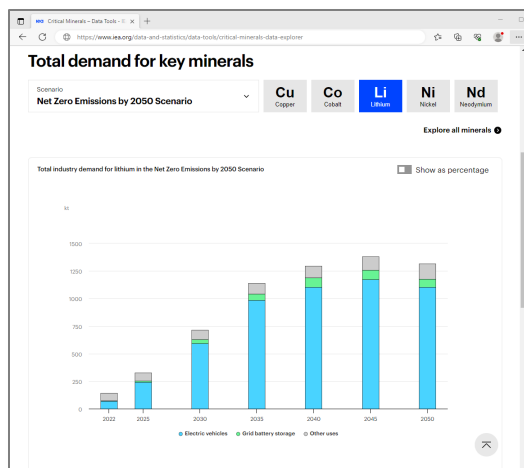 Critical Minerals – Data Tools - I
https://www.iea.org/data-and-statistics/data-tools/critical-minerals-data-explorer
Total demand for key minerals
Scenario
Net Zero Emissions by 2050 Scenario
Cu
Copper
Co
Cobalt
Li
Lithium
Ni
Nickel
Nd
Neodymium
Explore all minerals
Total industry demand for lithium in the Net Zero Emissions by 2050 Scenario
Show as percentage
kt
1500
1250
1000
750
500
250
0
2022 2025 2030 2035 2040 2045 2050
Electric vehicles Grid battery storage Other uses